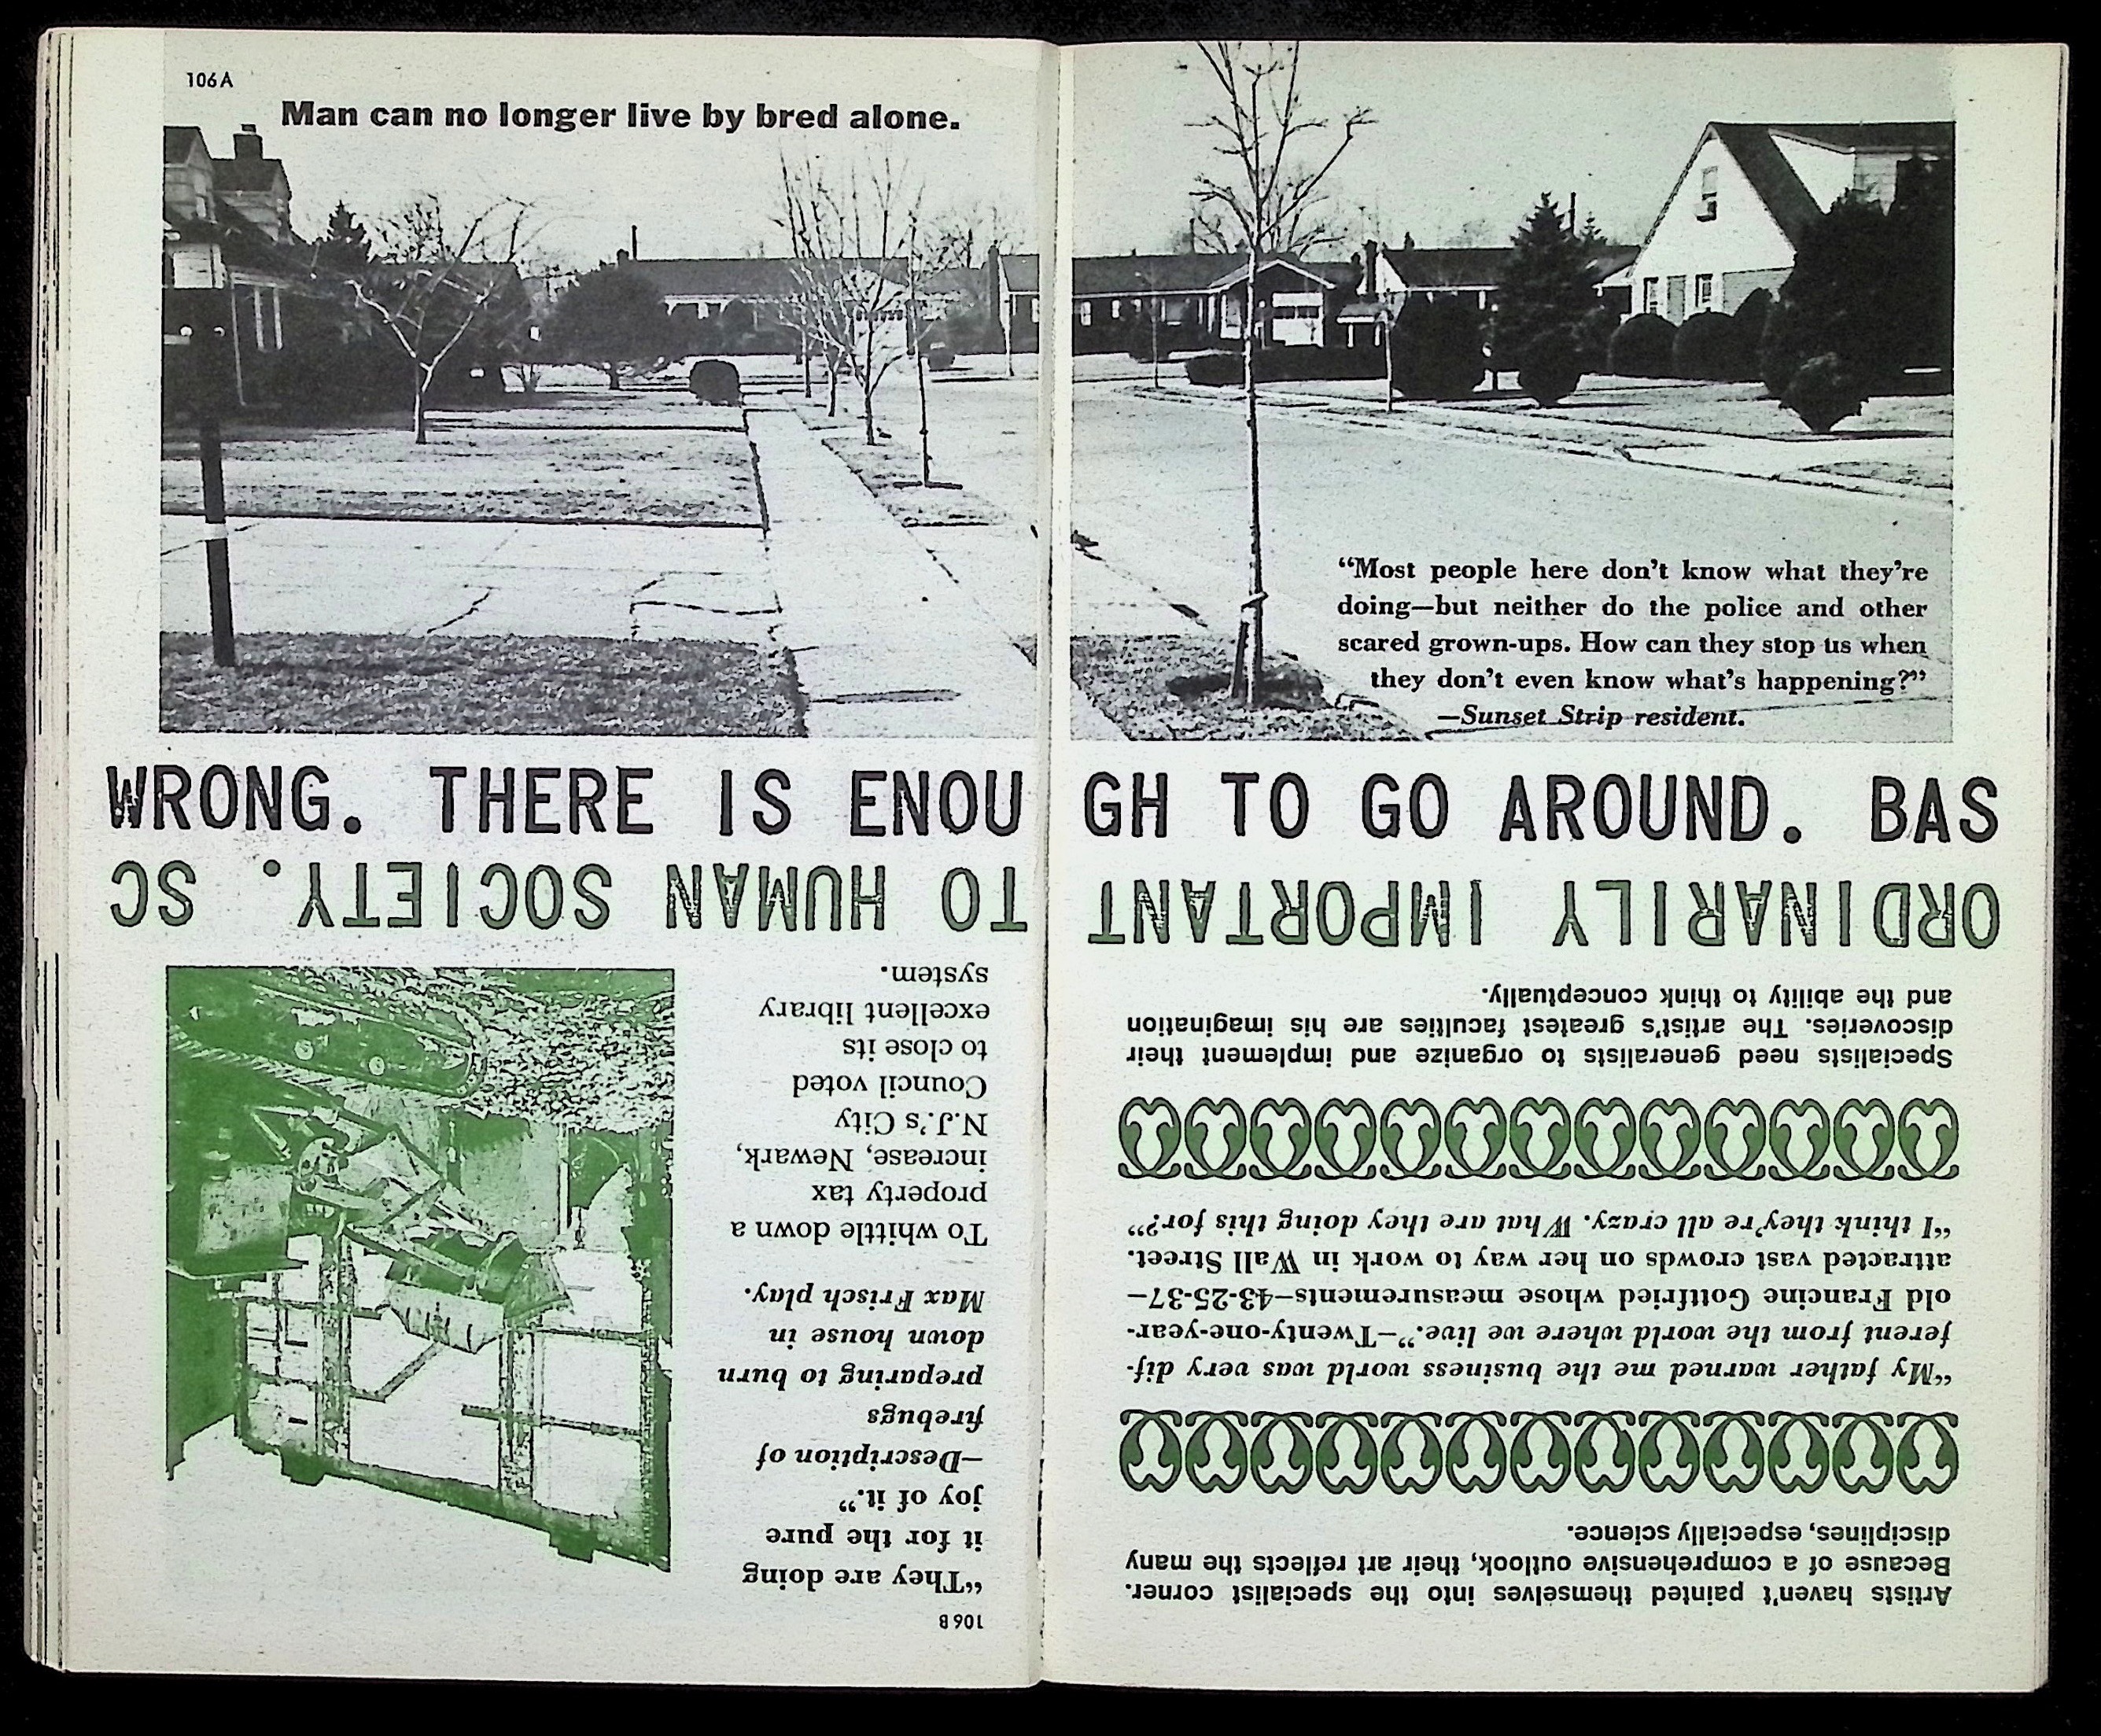 106A
Man can no longer live by bred alone.
“Most people here don’t know what they’re
doing—but neither do the police and other
scared grown-ups. How can they stop us when
they don’t even know what’s happening?”
—Sunset Strip resident.
WRONG. THERE IS ENOU GH TO GO AROUND. BAS
ORDINARILY IMPORTANT TO HUMAN SOCIETY. SC
Artists haven’t painted themselves into the specialist corner.
Because of a comprehensive outlook, their art reflects the many
disciplines, especially science.
“My father warned me the business world was very dif-
ferent from the world where we live.”—Twenty-one-year-
old Francine Gottfried whose measurements—43-25-37—
attracted vast crowds on her way to work in Wall Street.
“I think they’re all crazy. What are they doing this for?”
Specialists need generalists to organize and implement their
discoveries. The artist’s greatest faculties are his imagination
and the ability to think conceptually.
106B
“They are doing
it for the pure
joy of it.”
—Description of
firebugs
preparing to burn
down house in
Max Frisch play.
To whittle down a
property tax
increase, Newark,
N.J.’s City
Council voted
to close its
excellent library
system.